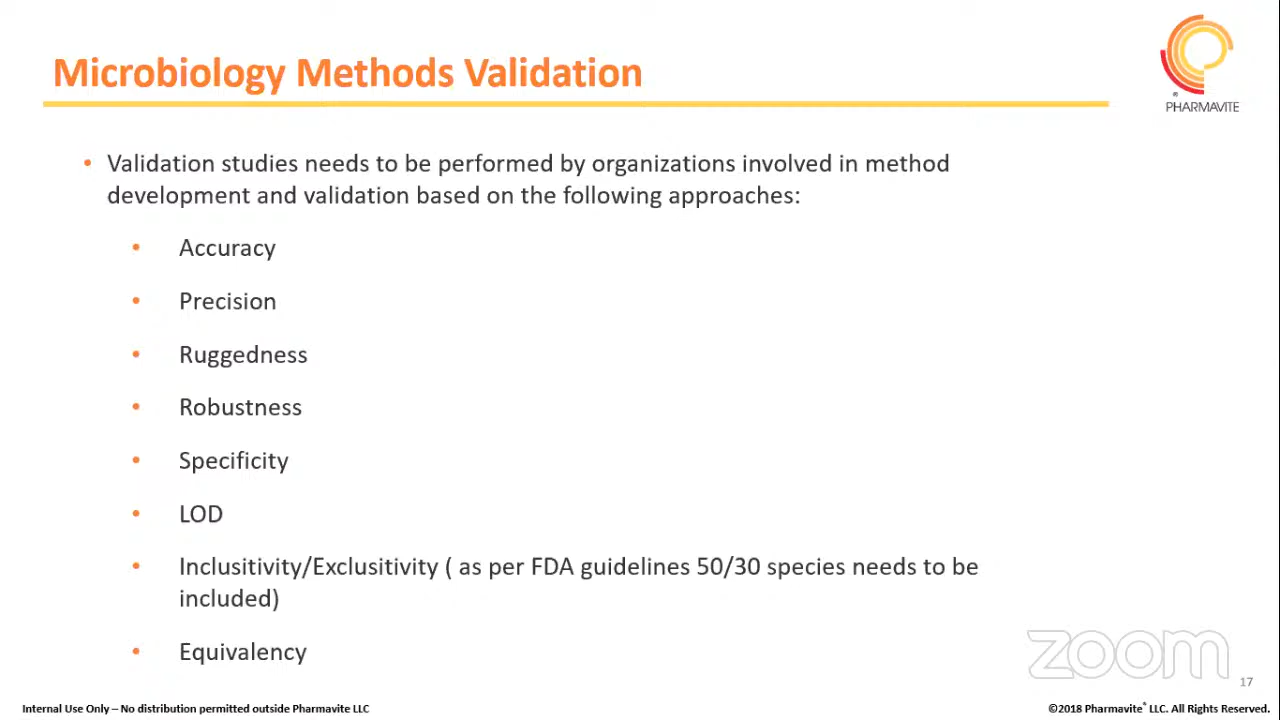 Microbiology Methods Validation
® PHARMAVITE
• Validation studies needs to be performed by organizations involved in method
development and validation based on the following approaches:
• Accuracy
• Precision
• Ruggedness
• Robustness
• Specificity
• LOD
• Inclusitivity/Exclusitivity ( as per FDA guidelines 50/30 species needs to be
included)
• Equivalency
zoom
17
Internal Use Only – No distribution permitted outside Pharmavite LLC
©2018 Pharmavite® LLC. All Rights Reserved.